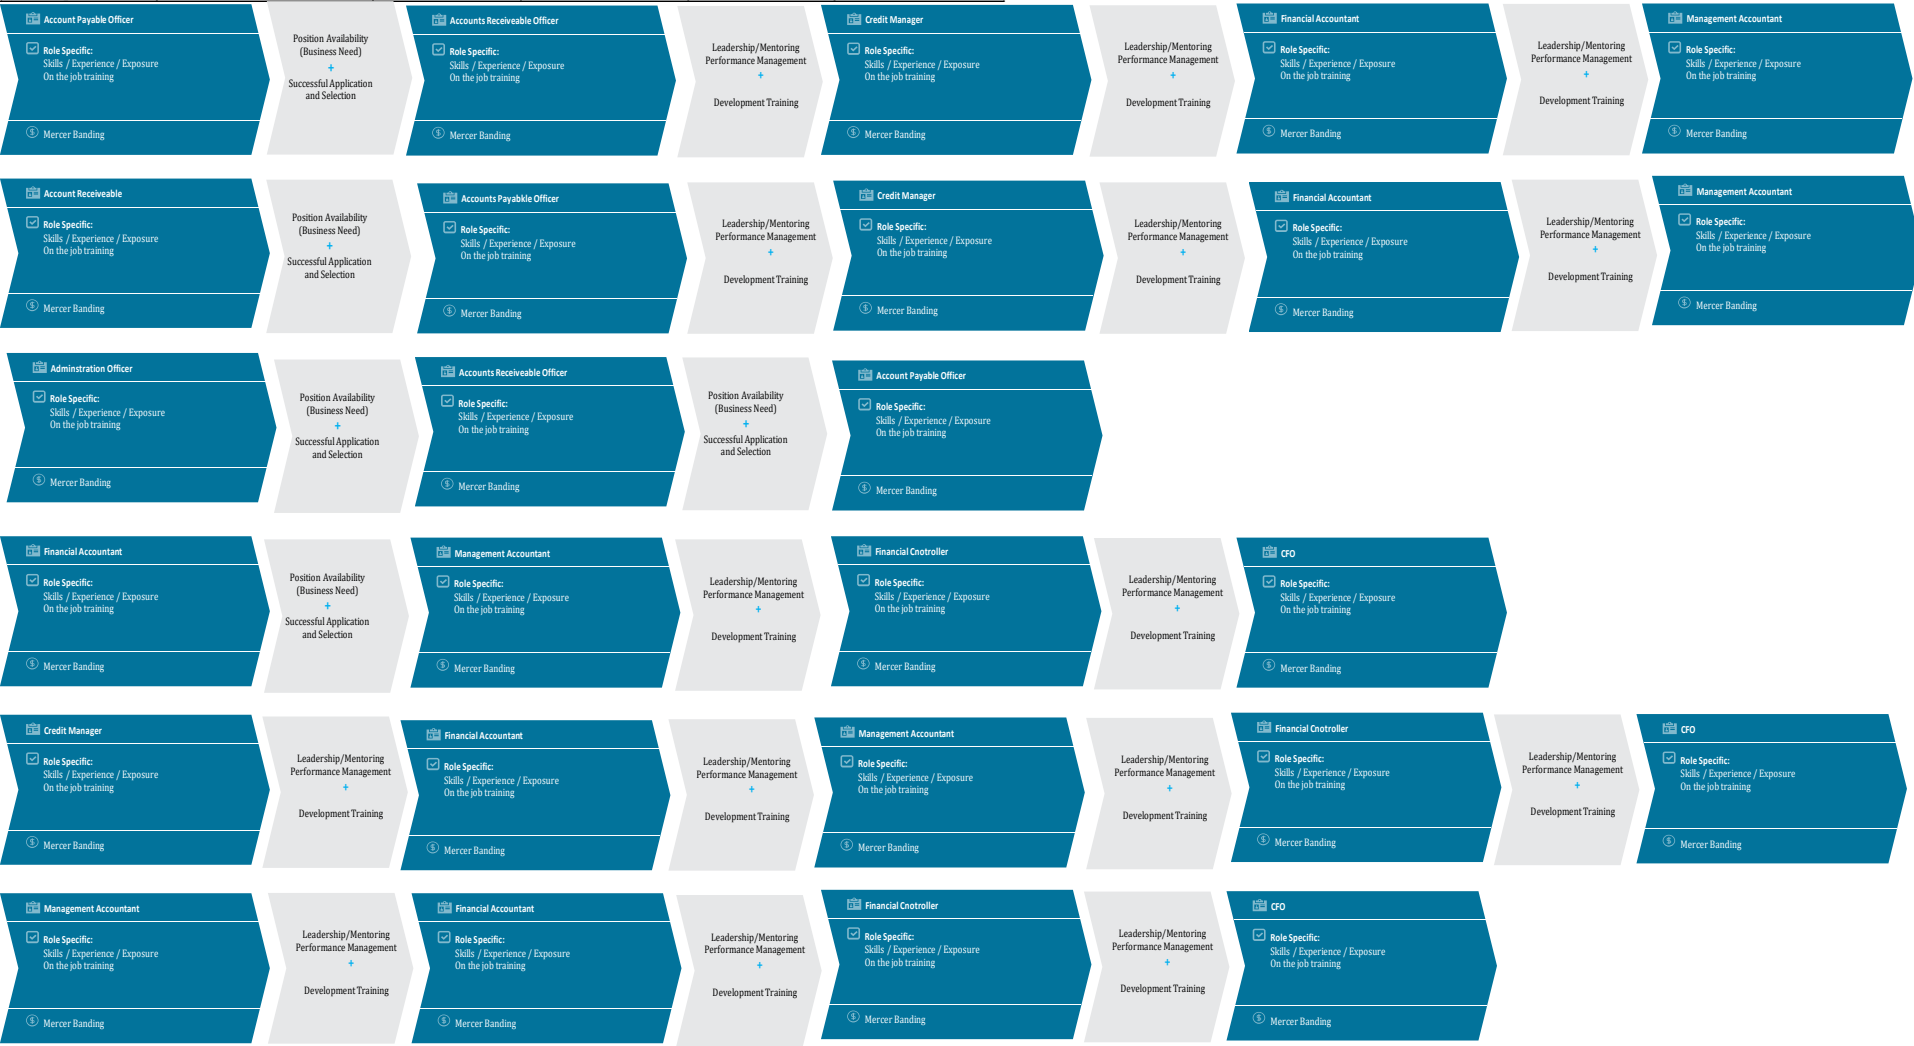 Account Payable Officer
Role Specific:
Skills / Experience / Exposure
On the job training
Mercer Banding
Position Availability
(Business Need)
+
Successful Application
and Selection
Accounts Receiveable Officer
Role Specific:
Skills / Experience / Exposure
On the job training
Mercer Banding
Leadership/Mentoring
Performance Management
+
Development Training
Credit Manager
Role Specific:
Skills / Experience / Exposure
On the job training
Mercer Banding
Leadership/Mentoring
Performance Management
+
Development Training
Financial Accountant
Role Specific:
Skills / Experience / Exposure
On the job training
Mercer Banding
Leadership/Mentoring
Performance Management
+
Development Training
Management Accountant
Role Specific:
Skills / Experience / Exposure
On the job training
Mercer Banding
Account Receiveable
Role Specific:
Skills / Experience / Exposure
On the job training
Mercer Banding
Position Availability
(Business Need)
+
Successful Application
and Selection
Accounts Payabble Officer
Role Specific:
Skills / Experience / Exposure
On the job training
Mercer Banding
Leadership/Mentoring
Performance Management
+
Development Training
Credit Manager
Role Specific:
Skills / Experience / Exposure
On the job training
Mercer Banding
Leadership/Mentoring
Performance Management
+
Development Training
Financial Accountant
Role Specific:
Skills / Experience / Exposure
On the job training
Mercer Banding
Leadership/Mentoring
Performance Management
+
Development Training
Management Accountant
Role Specific:
Skills / Experience / Exposure
On the job training
Mercer Banding
Adminstration Officer
Role Specific:
Skills / Experience / Exposure
On the job training
Mercer Banding
Position Availability
(Business Need)
+
Successful Application
and Selection
Accounts Receiveable Officer
Role Specific:
Skills / Experience / Exposure
On the job training
Mercer Banding
Position Availability
(Business Need)
+
Successful Application
and Selection
Account Payable Officer
Role Specific:
Skills / Experience / Exposure
On the job training
Mercer Banding
Financial Accountant
Role Specific:
Skills / Experience / Exposure
On the job training
Mercer Banding
Position Availability
(Business Need)
+
Successful Application
and Selection
Management Accountant
Role Specific:
Skills / Experience / Exposure
On the job training
Mercer Banding
Leadership/Mentoring
Performance Management
+
Development Training
Financial Cnotroller
Role Specific:
Skills / Experience / Exposure
On the job training
Mercer Banding
Leadership/Mentoring
Performance Management
+
Development Training
CFO
Role Specific:
Skills / Experience / Exposure
On the job training
Mercer Banding
Credit Manager
Role Specific:
Skills / Experience / Exposure
On the job training
Mercer Banding
Leadership/Mentoring
Performance Management
+
Development Training
Financial Accountant
Role Specific:
Skills / Experience / Exposure
On the job training
Mercer Banding
Leadership/Mentoring
Performance Management
+
Development Training
Management Accountant
Role Specific:
Skills / Experience / Exposure
On the job training
Mercer Banding
Leadership/Mentoring
Performance Management
+
Development Training
Financial Cnotroller
Role Specific:
Skills / Experience / Exposure
On the job training
Mercer Banding
Leadership/Mentoring
Performance Management
+
Development Training
CFO
Role Specific:
Skills / Experience / Exposure
On the job training
Mercer Banding
Management Accountant
Role Specific:
Skills / Experience / Exposure
On the job training
Mercer Banding
Leadership/Mentoring
Performance Management
+
Development Training
Financial Accountant
Role Specific:
Skills / Experience / Exposure
On the job training
Mercer Banding
Leadership/Mentoring
Performance Management
+
Development Training
Financial Cnotroller
Role Specific:
Skills / Experience / Exposure
On the job training
Mercer Banding
Leadership/Mentoring
Performance Management
+
Development Training
CFO
Role Specific:
Skills / Experience / Exposure
On the job training
Mercer Banding